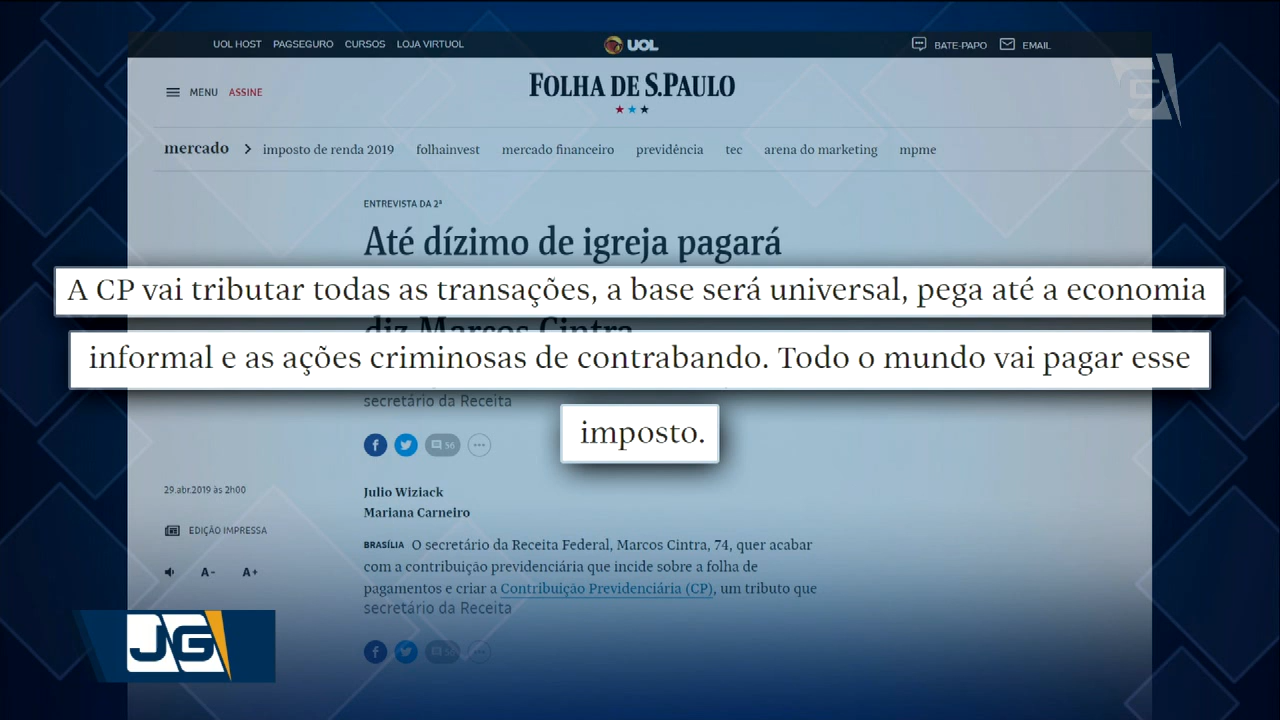 UOL HOST PAGSEGURO CURSOS LOJA VIRTUOL UOL BATE-PAPO EMAIL
MENU ASSINE FOLHA DE S.PAULO
mercado > imposto de renda 2019 folhainvest mercado financeiro previdência tec arena do marketing mpme
ENTREVISTA DA 2ª
Até dízimo de igreja pagará
A CP vai tributar todas as transações, a base será universal, pega até a economia
diz Marcos Cintra
informal e as ações criminosas de contrabando. Todo o mundo vai pagar esse
secretário da Receita
imposto.
56
29.abr.2019 às 2h00
Julio Wiziack
Mariana Carneiro
EDIÇÃO IMPRESSA
BRASÍLIA O secretário da Receita Federal, Marcos Cintra, 74, quer acabar
com a contribuição previdenciária que incide sobre a folha de
A- A+
pagamentos e criar a Contribuição Previdenciária (CP), um tributo que
secretário da Receita
JG
56